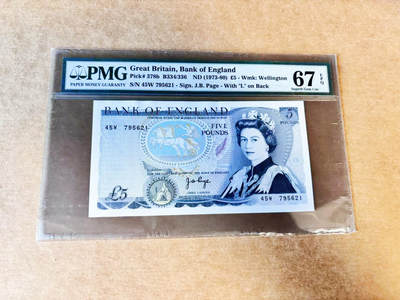 PMG
PAPER MONEY GUARANTY
Great Britain, Bank of England
Pick# 378b B334/336 ND (1973-80) £5 - Wmk: Wellington
S/N 45W 795621 - Sign. J.B. Page - With "L" on Back
67 EPQ
Superb Gem Unc
BANK OF ENGLAND
45W 795621
FIVE
POUNDS
5
POUNDS
£5
45W 795621